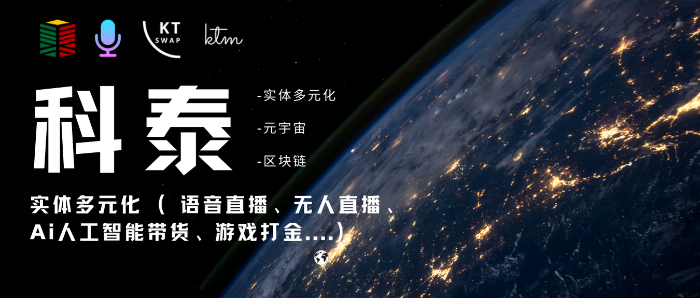 KT
SWAP
ktm
科泰
-实体多元化
-元宇宙
-区块链
实体多元化 ( 语音直播、无人直播、
Ai人工智能带货、游戏打金....)